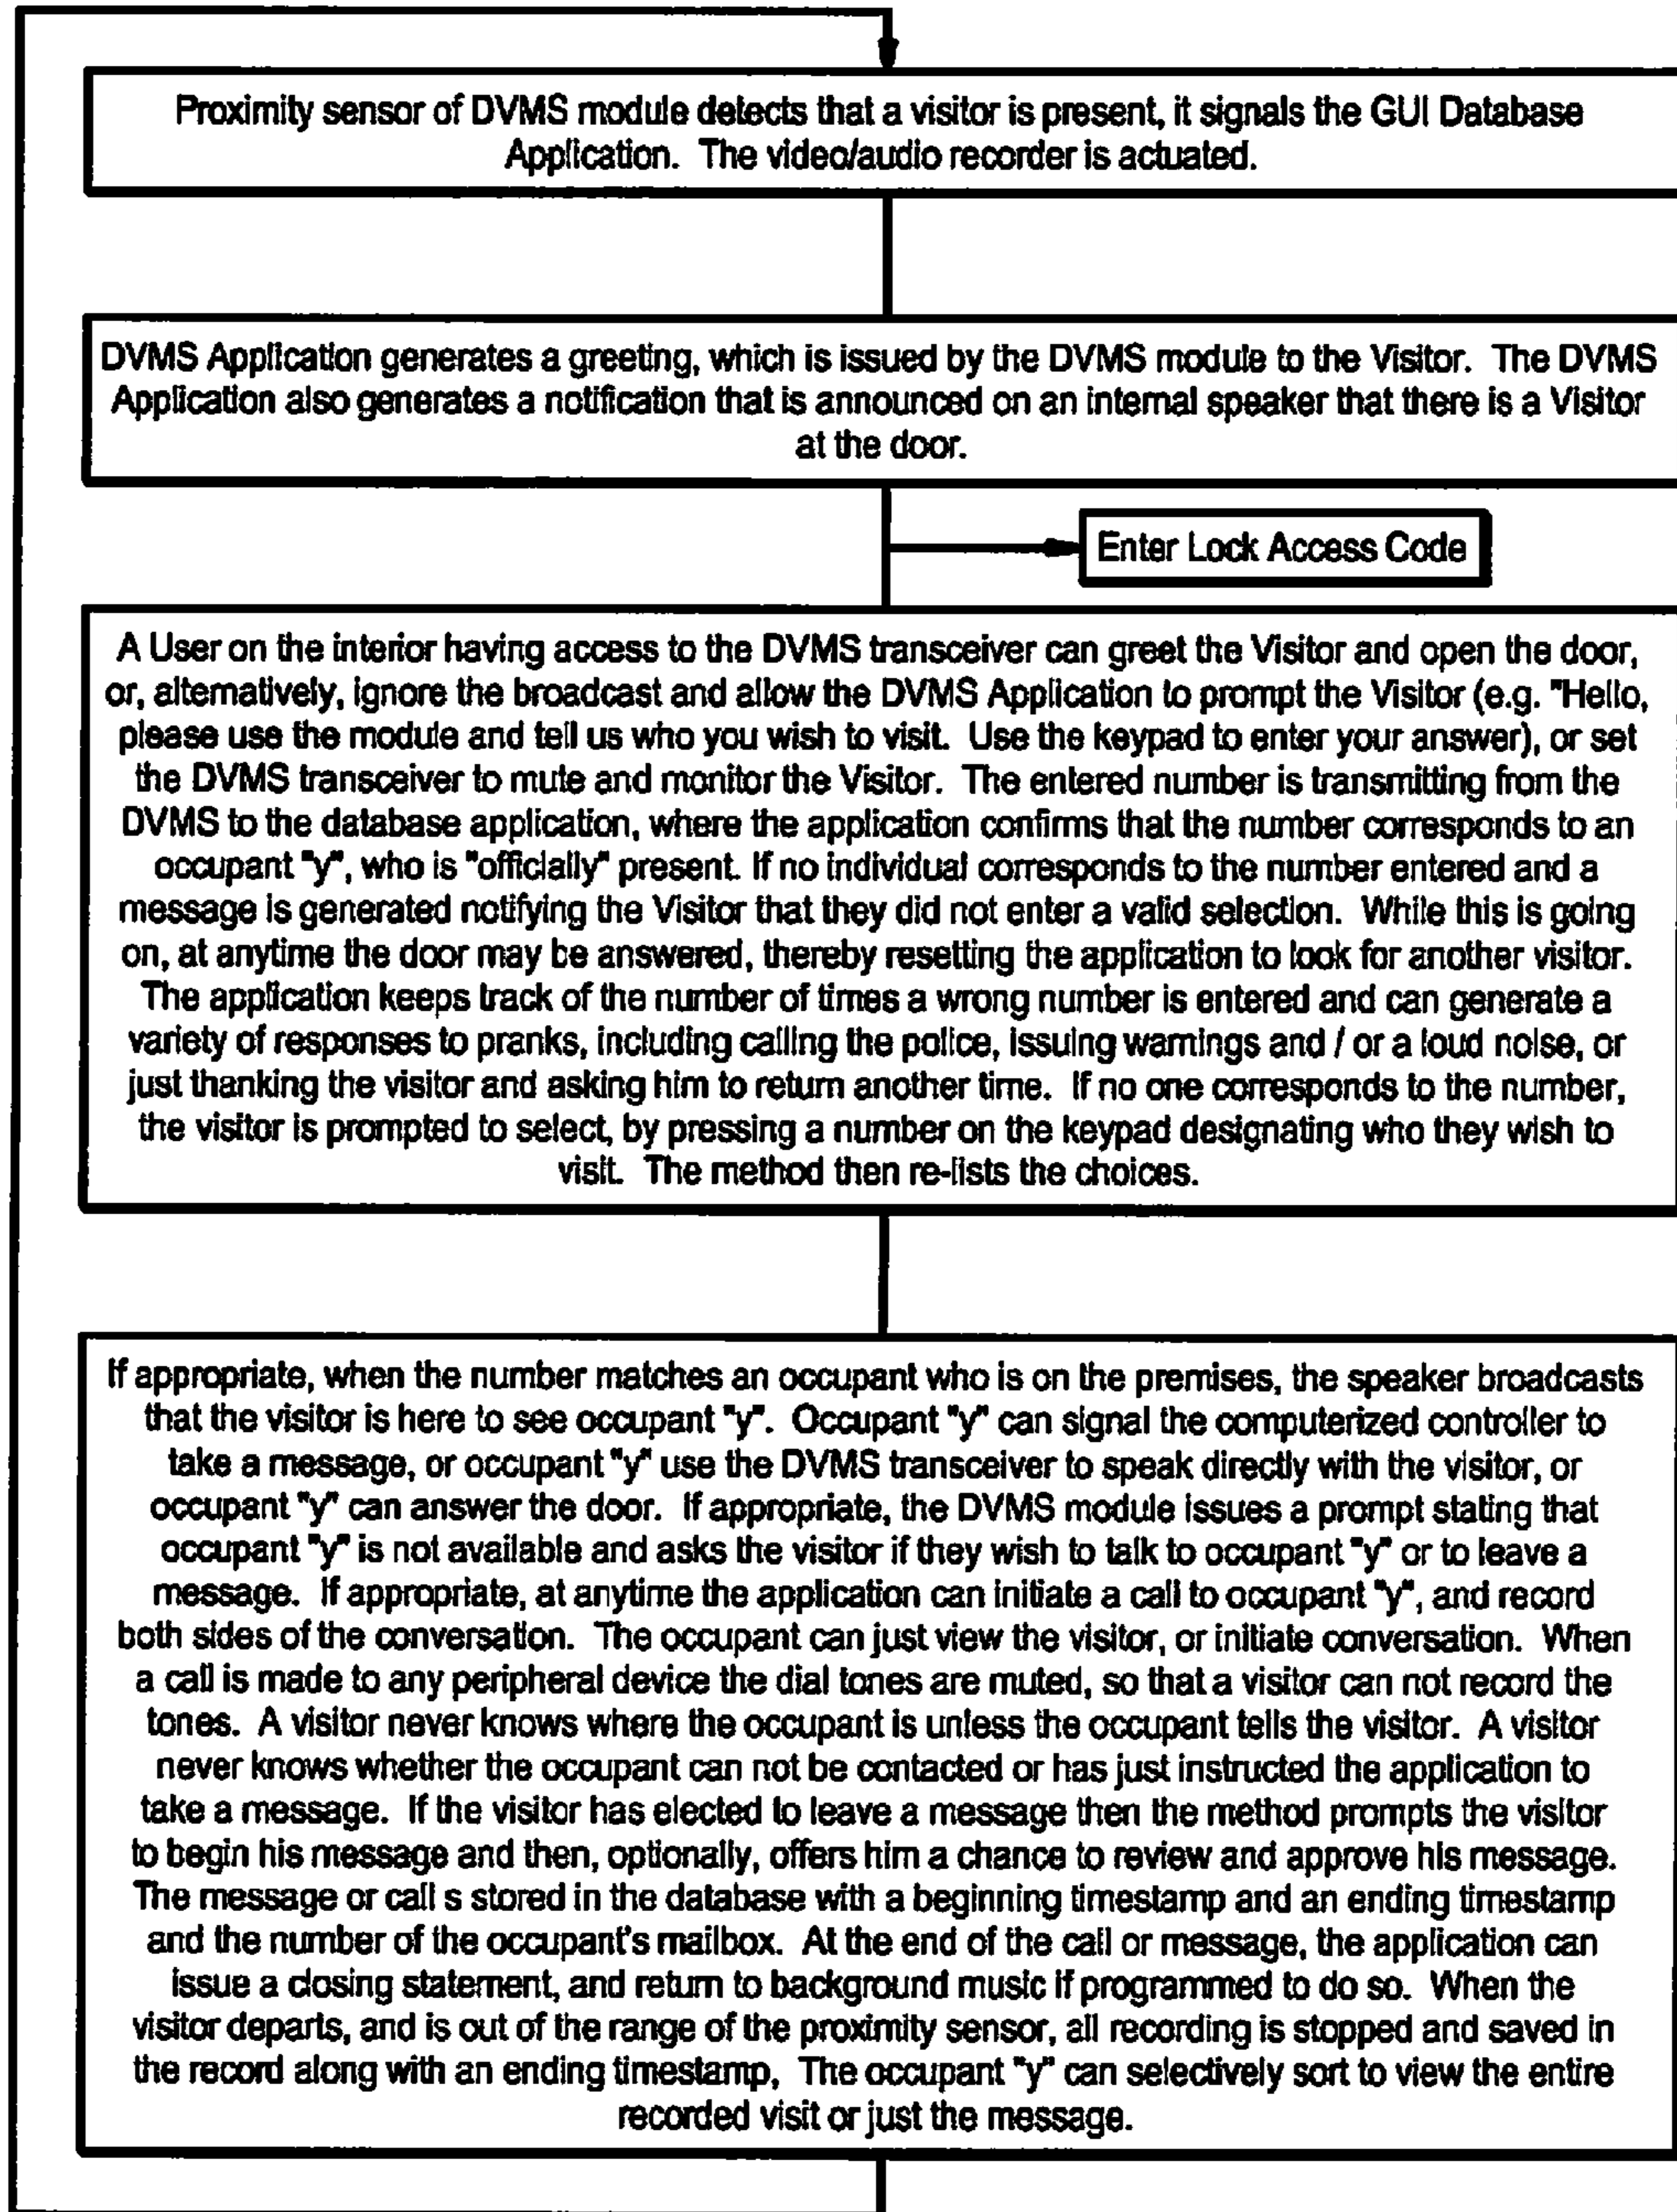 Proximity sensor of DVMS module detects that a visitor is present, it signals the GUI Database
Application. The video/audio recorder is actuated.
DVMS Application generates a greeting, which is issued by the DVMS module to the Visitor. The DVMS
Application also generates a notification that is announced on an internal speaker that there is a Visitor
at the door.
Enter Lock Access Code
A User on the interior having access to the DVMS transceiver can greet the Visitor and open the door,
or, alternatively, ignore the broadcast and allow the DVMS Application to prompt the Visitor (e.g. "Hello,
please use the module and tell us who you wish to visit. Use the keypad to enter your answer), or set
the DVMS transceiver to mute and monitor the Visitor. The entered number is transmitting from the
DVMS to the database application, where the application confirms that the number corresponds to an
occupant "y", who is "officially" present. If no individual corresponds to the number entered and a
message is generated notifying the Visitor that they did not enter a valid selection. While this is going
on, at anytime the door may be answered, thereby resetting the application to look for another visitor.
The application keeps track of the number of times a wrong number is entered and can generate a
variety of responses to pranks, including calling the police, issuing warnings and / or a loud noise, or
just thanking the visitor and asking him to return another time. If no one corresponds to the number,
the visitor is prompted to select, by pressing a number on the keypad designating who they wish to
visit. The method then re-lists the choices.
If appropriate, when the number matches an occupant who is on the premises, the speaker broadcasts
that the visitor is here to see occupant "y". Occupant "y" can signal the computerized controller to
take a message, or occupant "y" use the DVMS transceiver to speak directly with the visitor, or
occupant "y" can answer the door. If appropriate, the DVMS module issues a prompt stating that
occupant "y" is not available and asks the visitor if they wish to talk to occupant "y" or to leave a
message. If appropriate, at anytime the application can initiate a call to occupant "y", and record
both sides of the conversation. The occupant can just view the visitor, or initiate conversation. When
a call is made to any peripheral device the dial tones are muted, so that a visitor can not record the
tones. A visitor never knows where the occupant is unless the occupant tells the visitor. A visitor
never knows whether the occupant can not be contacted or has just instructed the application to
take a message. If the visitor has elected to leave a message then the method prompts the visitor
to begin his message and then, optionally, offers him a chance to review and approve his message.
The message or call s stored in the database with a beginning timestamp and an ending timestamp
and the number of the occupant's mailbox. At the end of the call or message, the application can
issue a closing statement, and return to background music if programmed to do so. When the
visitor departs, and is out of the range of the proximity sensor, all recording is stopped and saved in
the record along with an ending timestamp, The occupant "y" can selectively sort to view the entire
recorded visit or just the message.